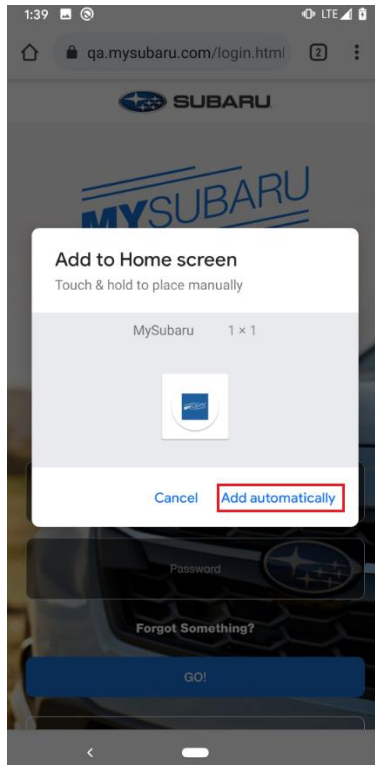 1:39 LTE
qa.mysubaru.com/login.html 2
SUBARU
MYSUBARU
Add to Home screen
Touch & hold to place manually
MySubaru 1 × 1
Cancel Add automatically
Password
Forgot Something?
GO!